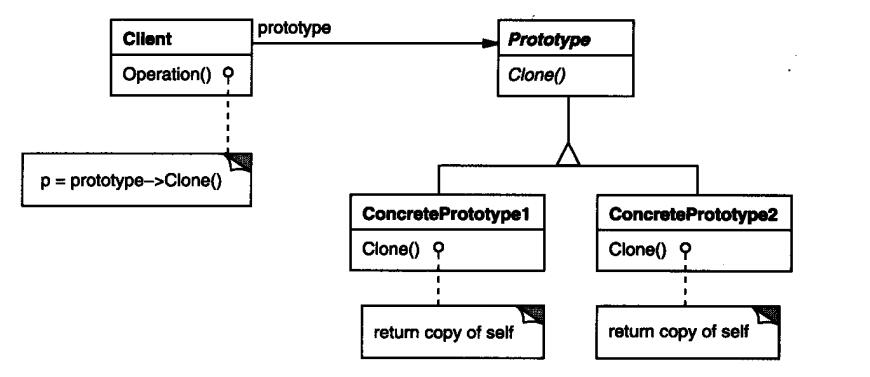 prototype
Client
Prototype
Operation()
Clone()
p = prototype–>Clone()
ConcretePrototype1
ConcretePrototype2
Clone()
Clone()
return copy of self
return copy of self